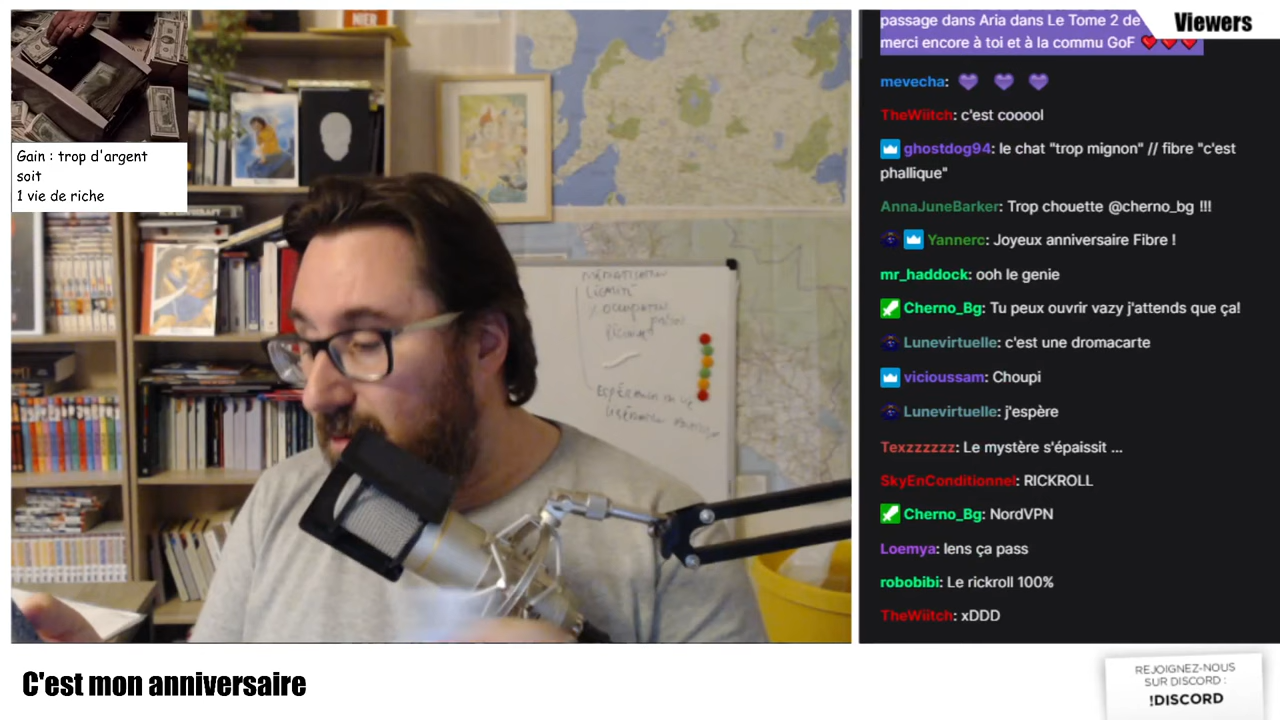 NIER
Gain : trop d'argent
soit
1 vie de riche
LÉGIMITÉ
C'est mon anniversaire
Viewers
passage dans Aria dans Le Tome 2 de
merci encore à toi et à la commu GoF ❤️❤️❤️
mevecha: 💜 💜 💜
TheWiitch: c'est cooool
ghostdog94: le chat "trop mignon" // fibre "c'est
phallique"
AnnaJuneBarker: Trop chouette @cherno_bg !!!
Yannerc: Joyeux anniversaire Fibre !
mr_haddock: ooh le genie
Cherno_Bg: Tu peux ouvrir vazy j'attends que ça!
Lunevirtuelle: c'est une dromacarte
vicioussam: Choupi
Lunevirtuelle: j'espère
Texzzzzzz: Le mystère s'épaissit ...
SkyEnConditionnel: RICKROLL
Cherno_Bg: NordVPN
Loemya: lens ça pass
robobibi: Le rickroll 100%
TheWiitch: xDDD
REJOIGNEZ-NOUS
SUR DISCORD :
!DISCORD